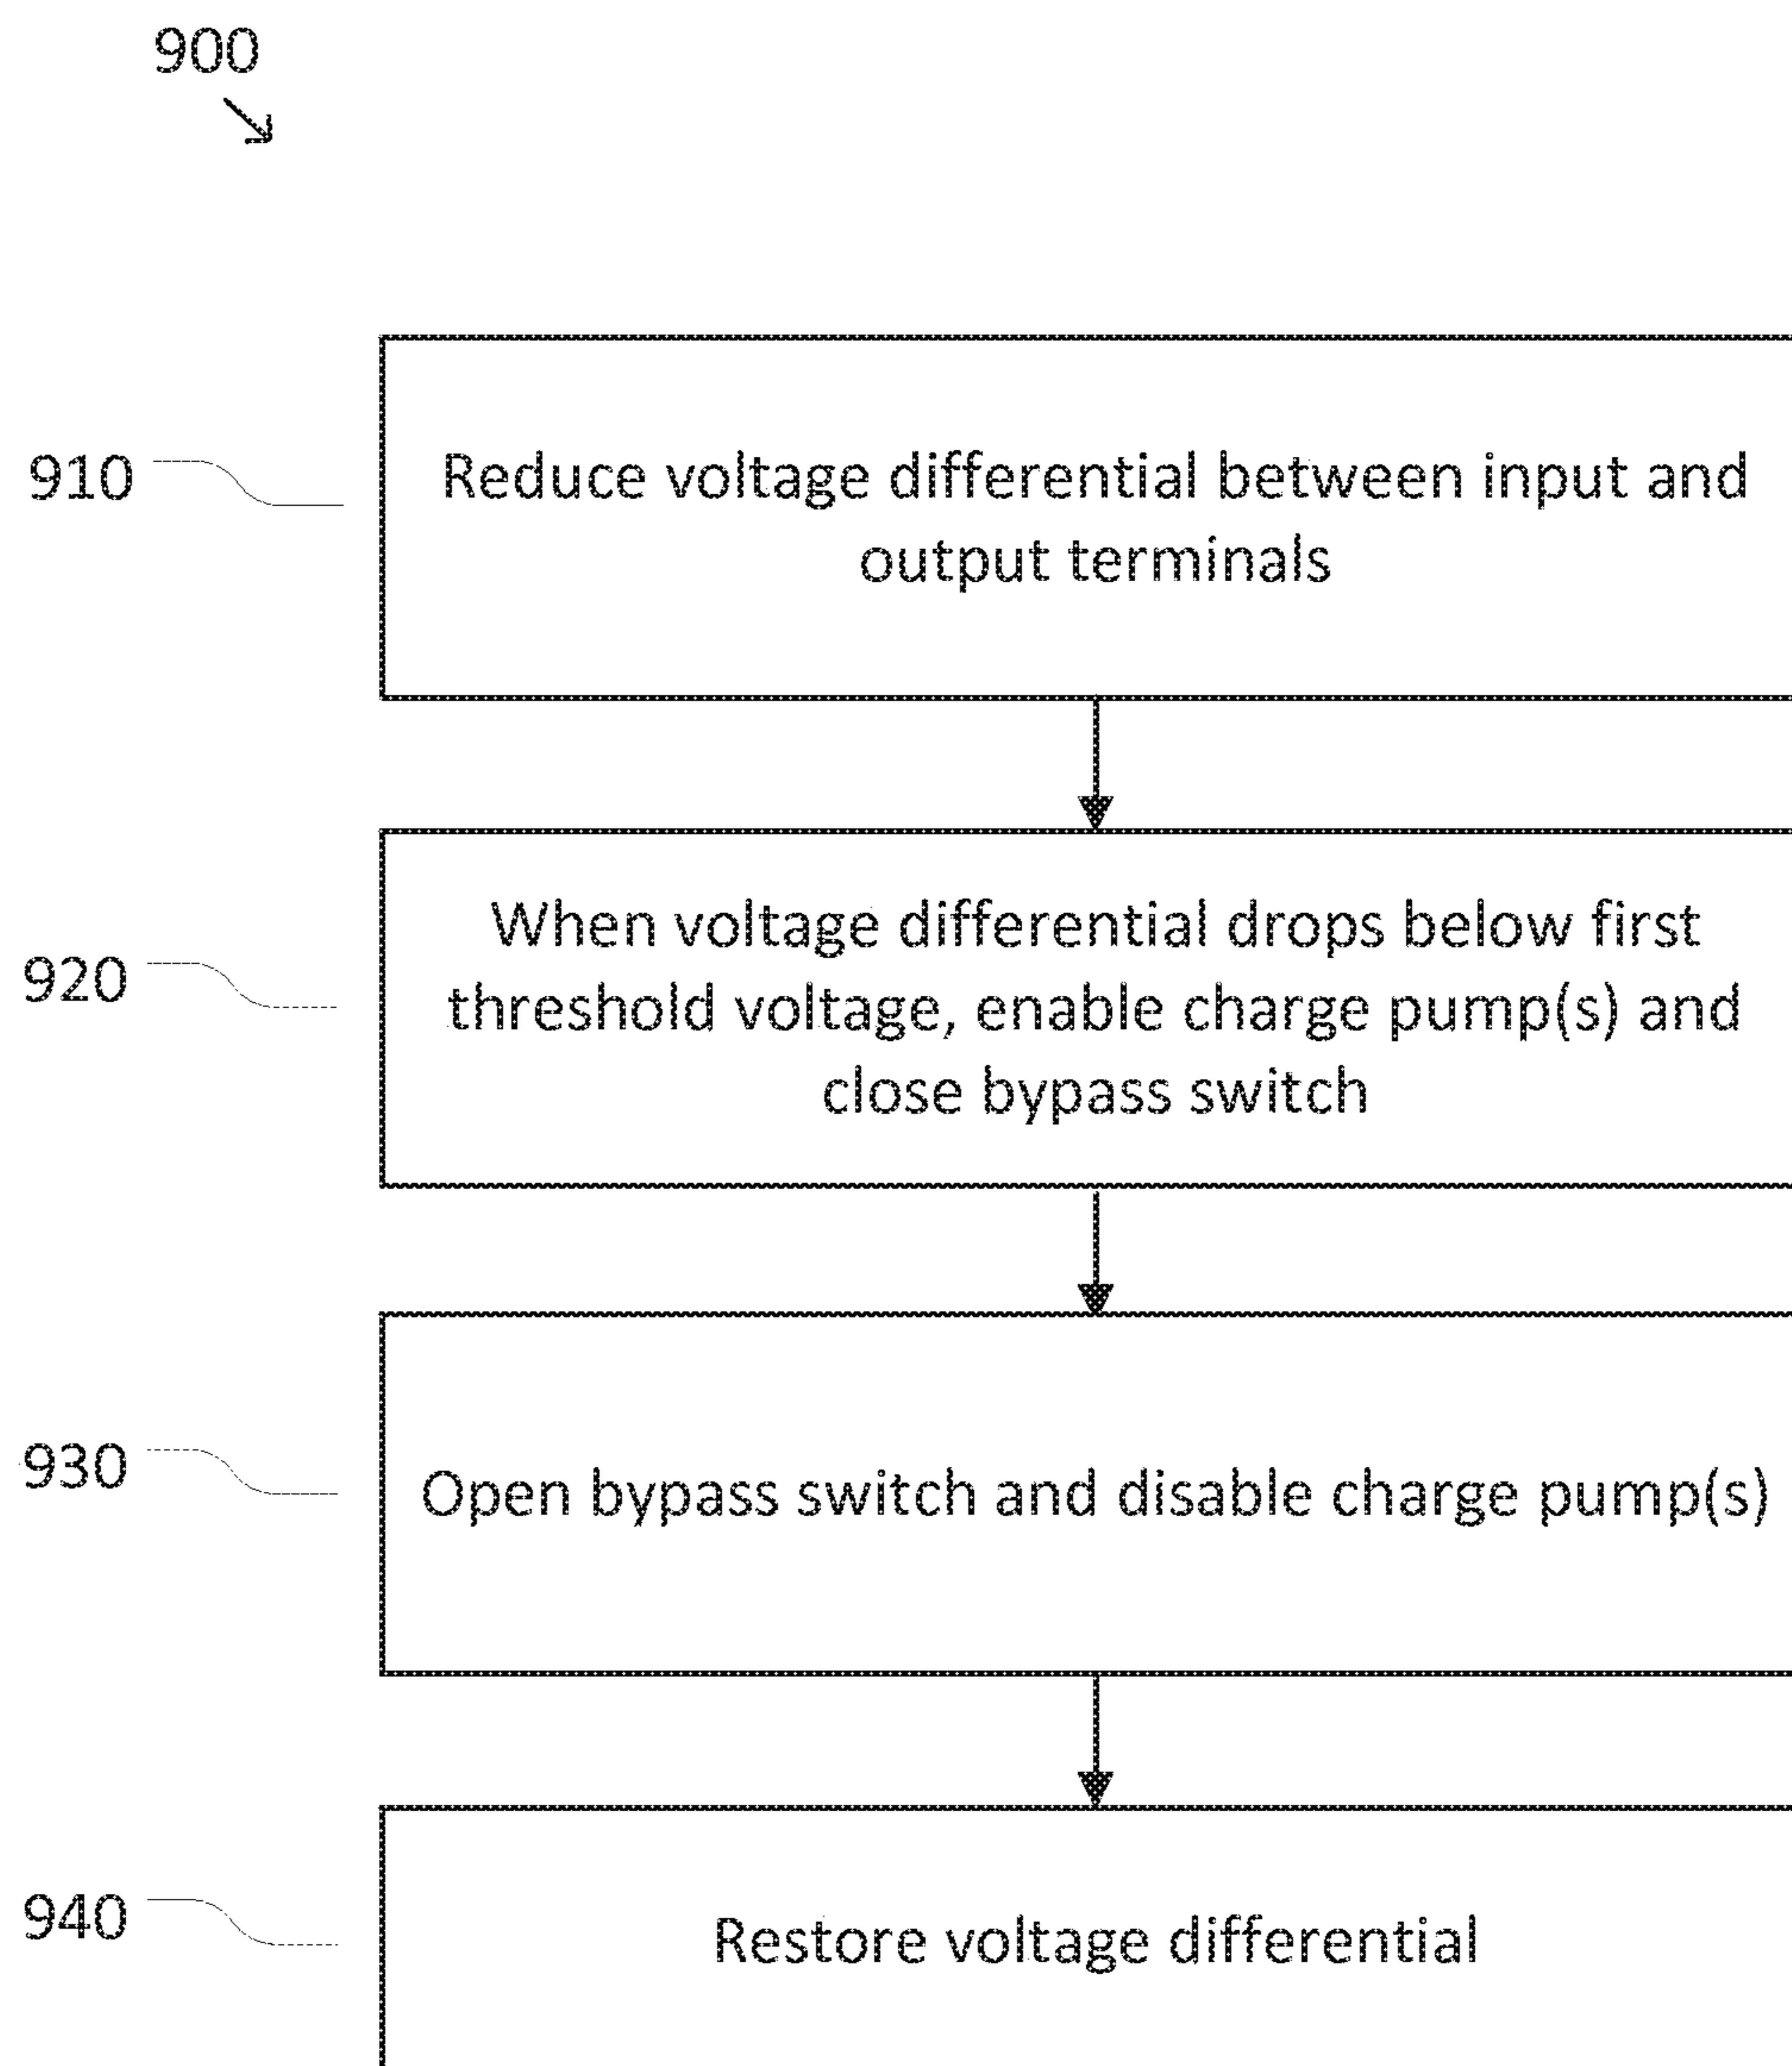 900
910
Reduce voltage differential between input and
output terminals
920
When voltage differential drops below first
threshold voltage, enable charge pump(s) and
close bypass switch
930
Open bypass switch and disable charge pump(s)
940
Restore voltage differential